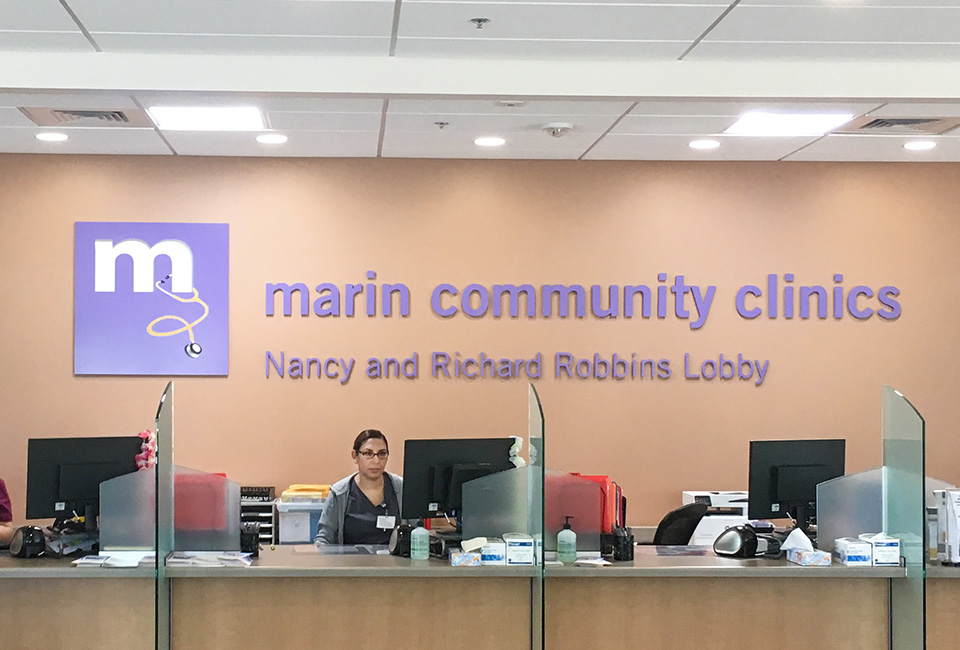 m
marin community clinics
Nancy and Richard Robbins Lobby